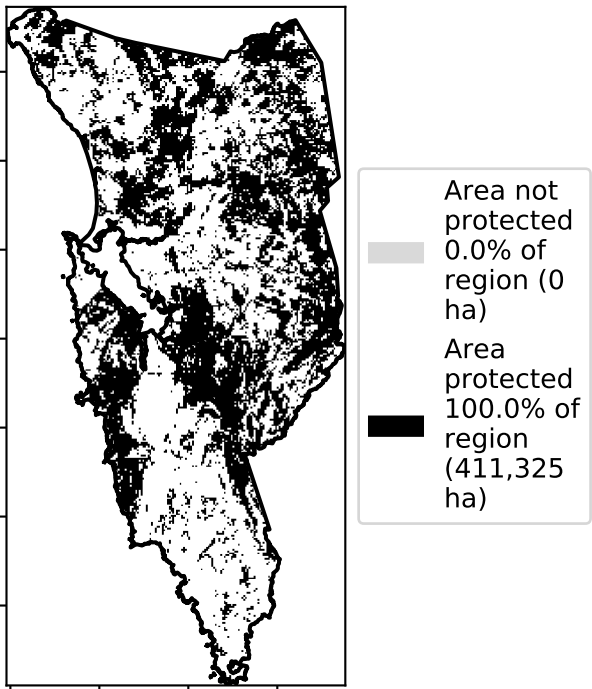 Area not
protected
0.0% of
region (0
ha)
Area
protected
100.0% of
region
(411,325
ha)